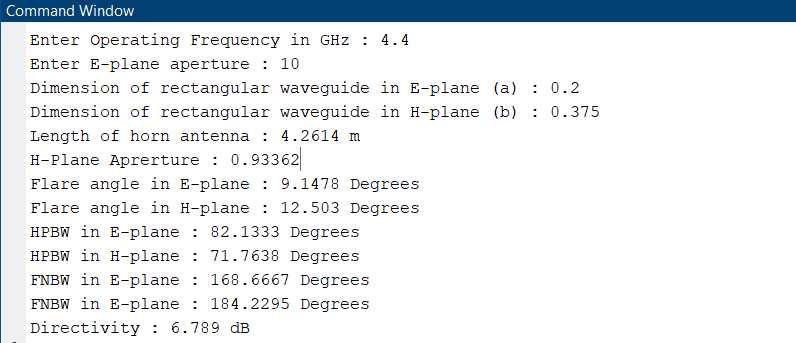 Command Window
Enter Operating Frequency in GHz : 4.4
Enter E-plane aperture : 10
Dimension of rectangular waveguide in E-plane (a) : 0.2
Dimension of rectangular waveguide in H-plane (b) : 0.375
Length of horn antenna : 4.2614 m
H-Plane Aprerture : 0.93362
Flare angle in E-plane : 9.1478 Degrees
Flare angle in H-plane : 12.503 Degrees
HPBW in E-plane : 82.1333 Degrees
HPBW in H-plane : 71.7638 Degrees
FNBW in E-plane : 168.6667 Degrees
FNBW in E-plane : 184.2295 Degrees
Directivity : 6.789 dB